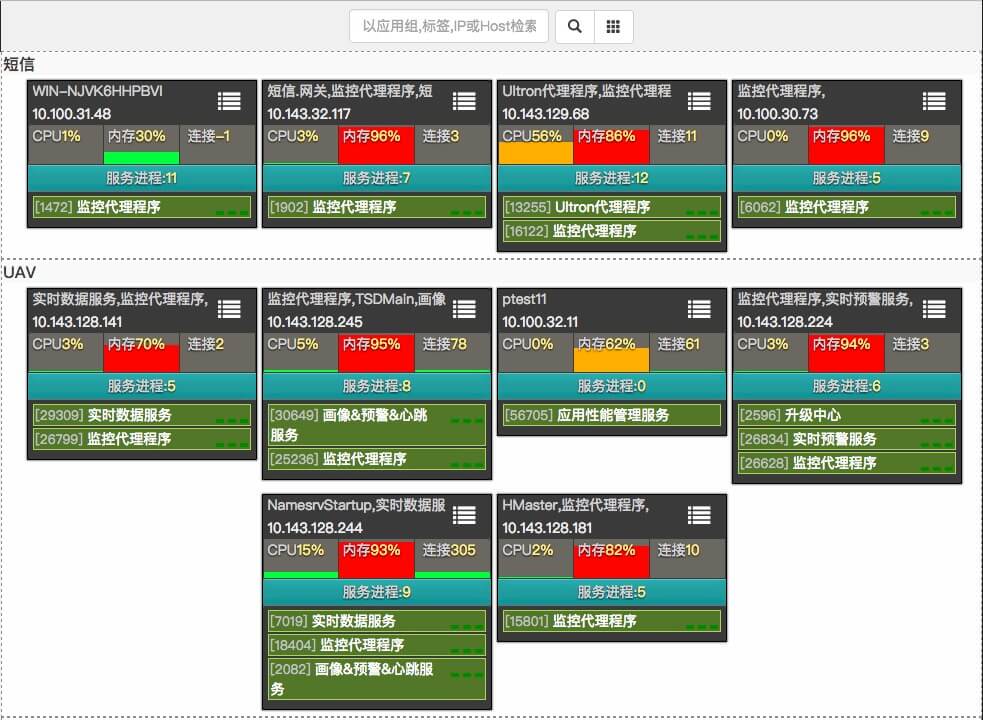 以应用组,标签,IP或Host检索
短信
WIN-NJVK6HHPBVI
10.100.31.48
CPU1% 内存30% 连接-1
服务进程:11
[1472] 监控代理程序
短信.网关,监控代理程序,短
10.143.32.117
CPU3% 内存96% 连接3
服务进程:7
[1902] 监控代理程序
Ultron代理程序,监控代理程
10.143.129.68
CPU56% 内存86% 连接11
服务进程:12
[13255] Ultron代理程序
[16122] 监控代理程序
监控代理程序,
10.100.30.73
CPU0% 内存96% 连接9
服务进程:5
[6062] 监控代理程序
UAV
实时数据服务,监控代理程序,
10.143.128.141
CPU3% 内存70% 连接2
服务进程:5
[29309] 实时数据服务
[26799] 监控代理程序
监控代理程序,TSDMain,画像
10.143.128.245
CPU5% 内存95% 连接78
服务进程:8
[30649] 画像&预警&心跳
服务
[25236] 监控代理程序
ptest11
10.100.32.11
CPU0% 内存62% 连接61
服务进程:0
[56705] 应用性能管理服务
监控代理程序,实时预警服务,
10.143.128.224
CPU3% 内存94% 连接3
服务进程:6
[2596] 升级中心
[26834] 实时预警服务
[26628] 监控代理程序
NamesrvStartup,实时数据服
10.143.128.244
CPU15% 内存93% 连接305
服务进程:9
[7019] 实时数据服务
[18404] 监控代理程序
[2082] 画像&预警&心跳服
务
HMaster,监控代理程序,
10.143.128.181
CPU2% 内存82% 连接10
服务进程:5
[15801] 监控代理程序